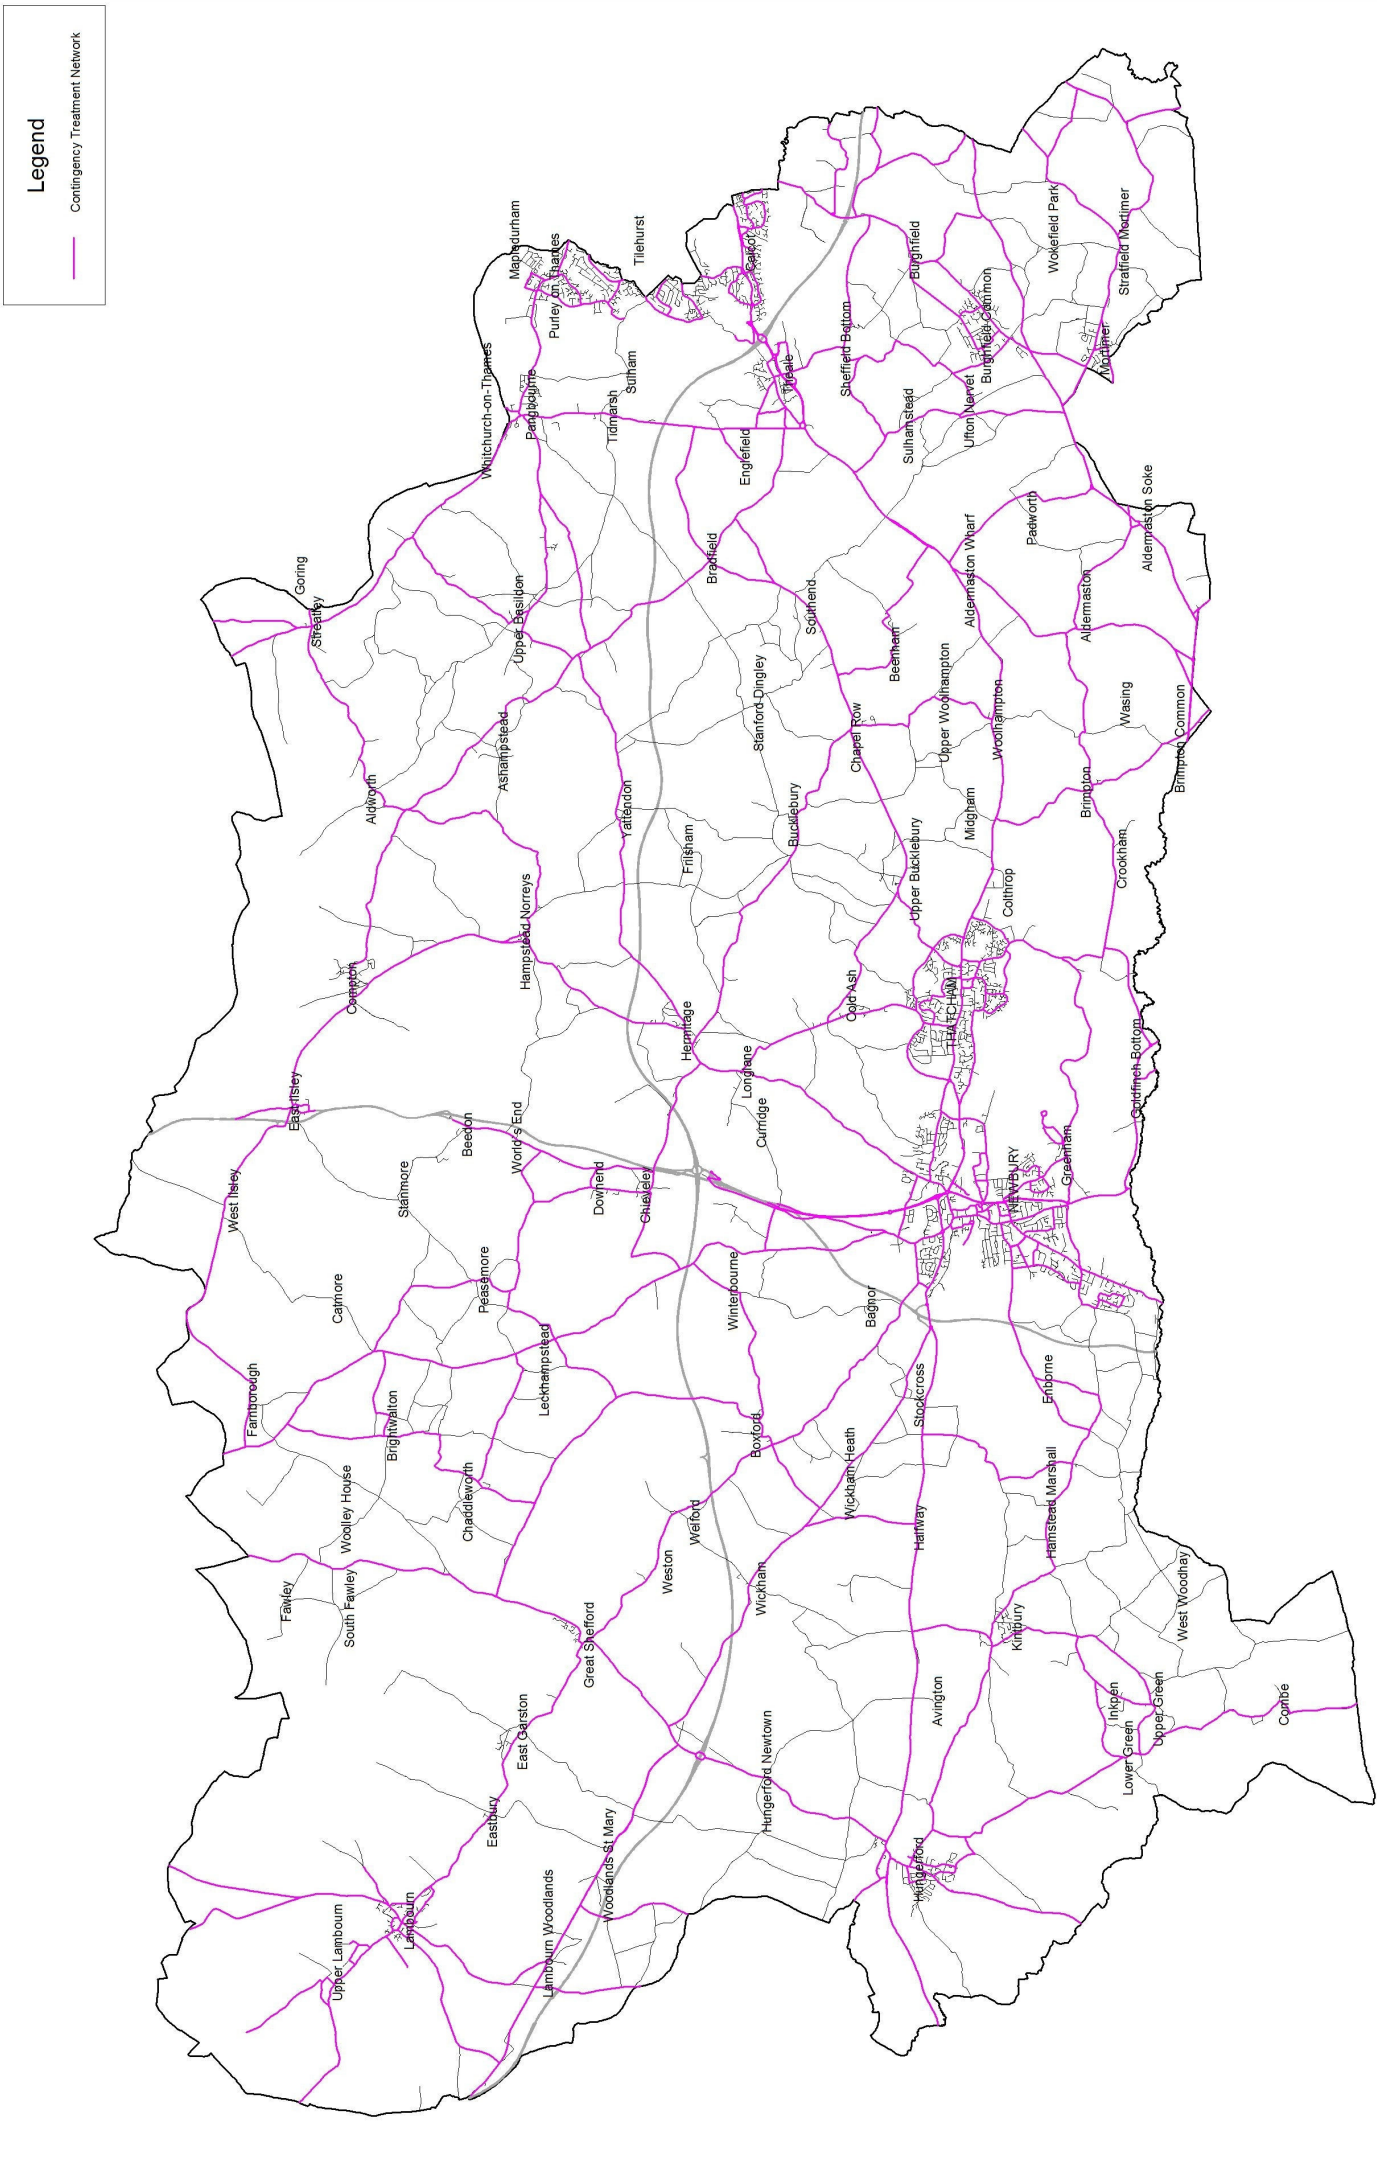 Legend
Contingency Treatment Network
Mapledurham
Purley on Thames
Tilehurst
Whitchurch-on-Thames
Pangbourne
Sulham
Tidmarsh
Calcot
Theale
Englefield
Sheffield Bottom
Burghfield
Burghfield Common
Sulhamstead
Ufton Nervet
Wokefield Park
Stratfield Mortimer
Mortimer
Goring
Streatley
Upper Basildon
Bradfield
Southend
Aldermaston Wharf
Padworth
Aldermaston Soke
Aldermaston
Beenham
Upper Woolhampton
Woolhampton
Wasing
Brimpton Common
Brimpton
Stanford Dingley
Chapel Row
Ashampstead
Aldworth
Yattendon
Frilsham
Bucklebury
Midgham
Upper Bucklebury
Colthrop
Crookham
Hampstead Norreys
Compton
Hermitage
Cold Ash
THATCHAM
Goldfinch Bottom
Longlane
Curridge
East Ilsley
Beedon
World's End
West Ilsley
Stanmore
Downend
Chieveley
NEWBURY
Greenham
Catmore
Peasemore
Winterbourne
Bagnor
Farnborough
Brightwalton
Leckhampstead
Boxford
Stockcross
Enborne
Woolley House
Chaddleworth
Wickham Heath
Welford
Halfway
Hamstead Marshall
Fawley
South Fawley
Weston
Wickham
West Woodhay
Great Shefford
Kintbury
East Garston
Avington
Inkpen
Upper Green
Lower Green
Combe
Hungerford Newtown
Eastbury
Woodlands St Mary
Hungerford
Lambourn
Upper Lambourn
Lambourn Woodlands